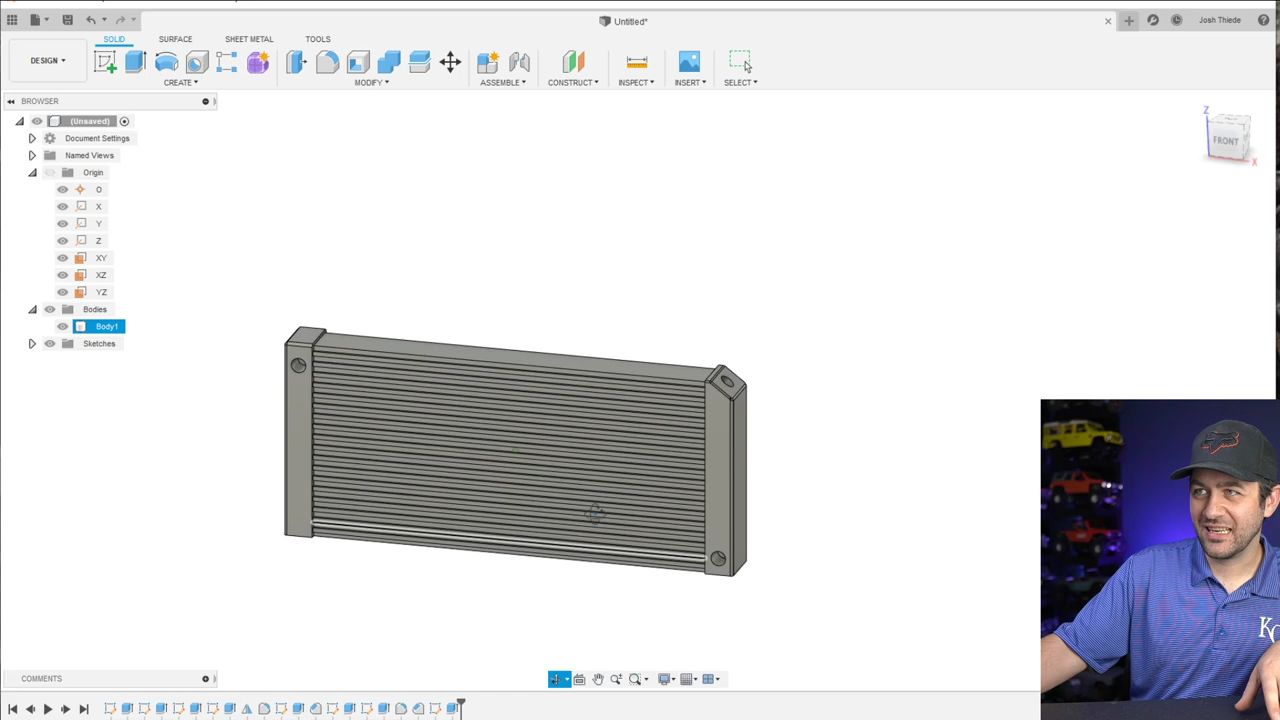 Untitled*
Josh Thiede
DESIGN
SOLID
SURFACE
SHEET METAL
TOOLS
CREATE
MODIFY
ASSEMBLE
CONSTRUCT
INSPECT
INSERT
SELECT
BROWSER
(Unsaved)
Document Settings
Named Views
Origin
O
X
Y
Z
XY
XZ
YZ
Bodies
Body1
Sketches
Z
FRONT
X
KC
COMMENTS